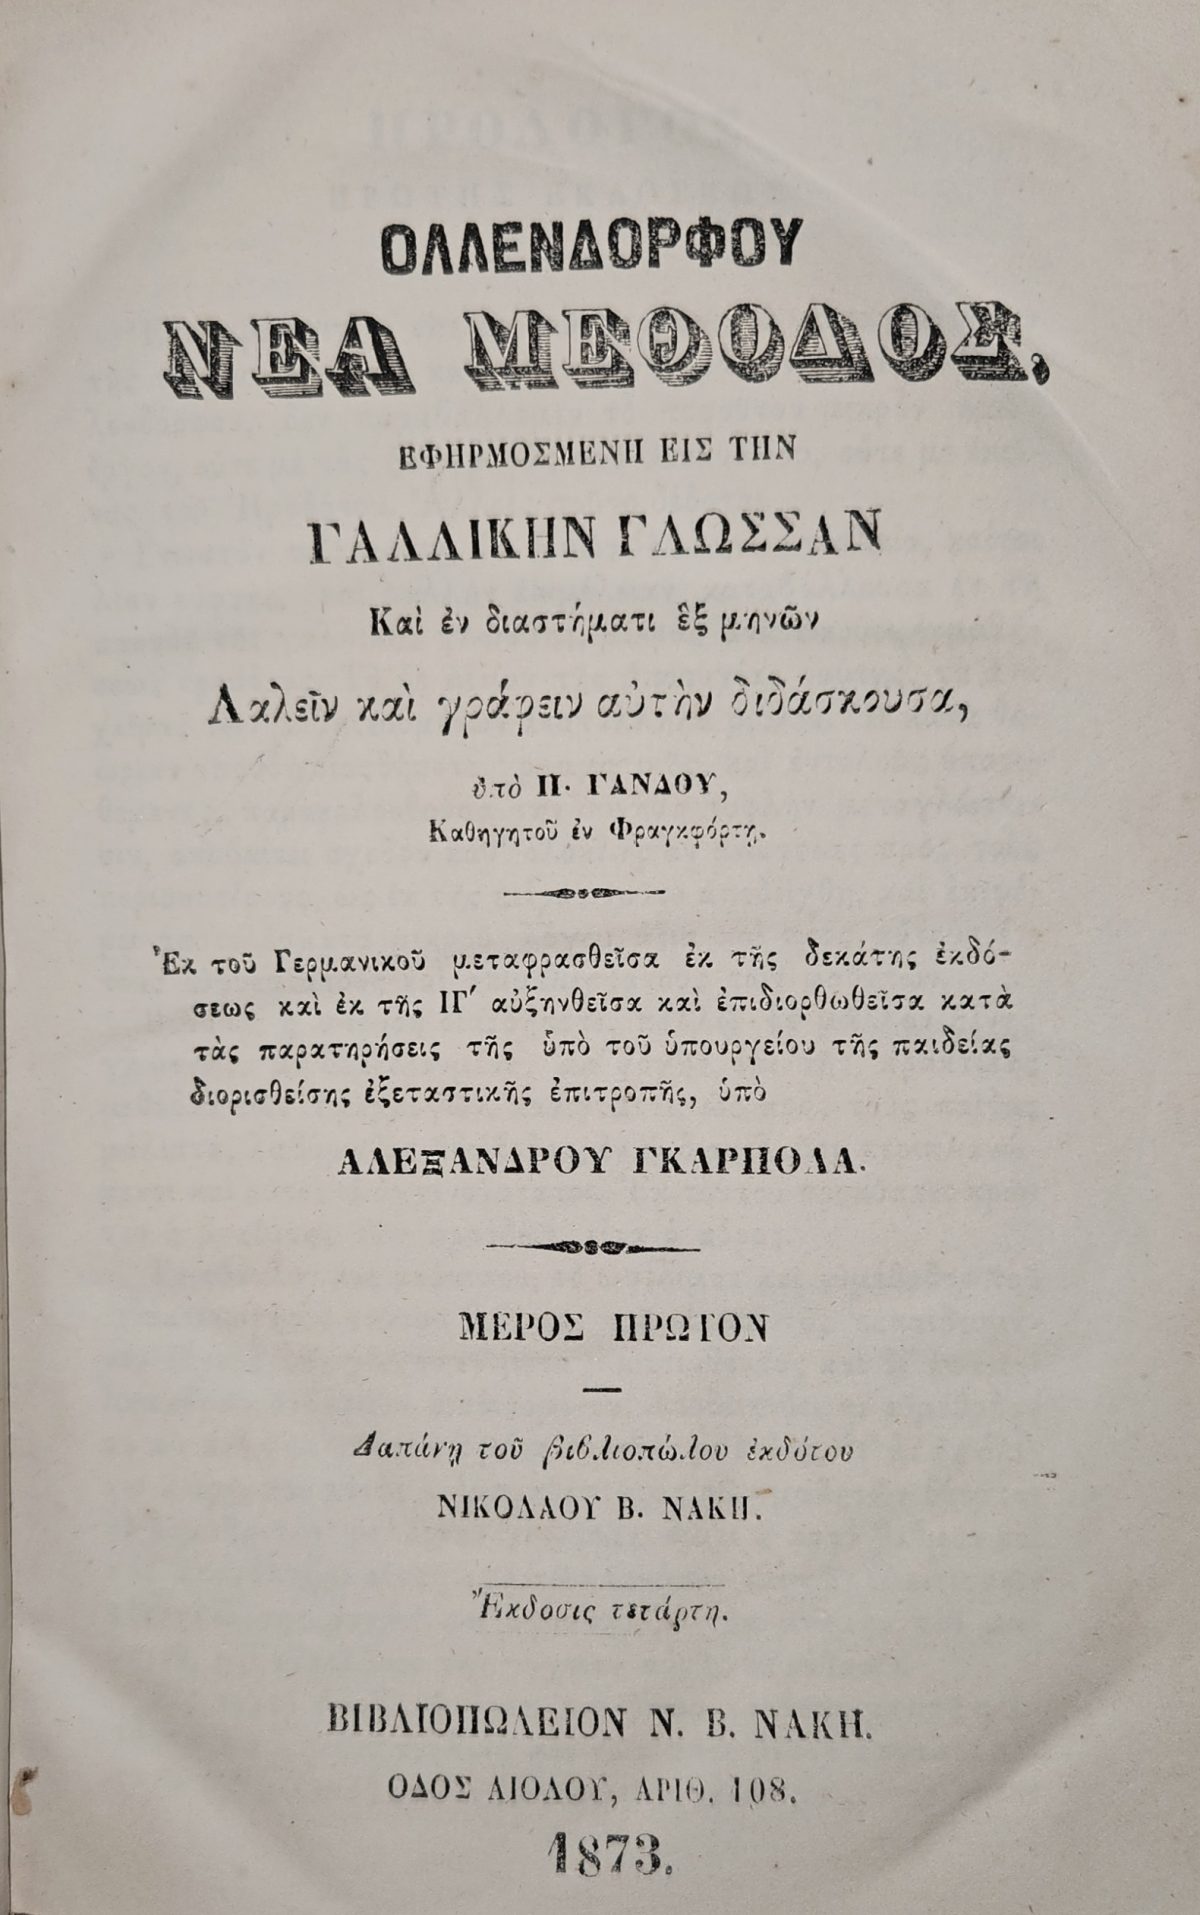 ΟΛΛΕΝΔΟΡΦΟΥ
ΝΕΑ ΜΕΘΟΔΟΣ,
ΕΦΗΡΜΟΣΜΕΝΗ ΕΙΣ ΤΗΝ
ΓΑΛΛΙΚΗΝ ΓΛΩΣΣΑΝ
Καὶ ἐν διαστήματι ἓξ μηνῶν
Λαλεῖν καὶ γράφειν αὐτὴν διδάσκουσα,
ὑπὸ Π. ΓΑΝΔΟΥ,
Καθηγητοῦ ἐν Φραγκφόρτῃ.
Ἐκ τοῦ Γερμανικοῦ μεταφρασθεῖσα ἐκ τῆς δεκάτης ἐκδό-
σεως καὶ ἐκ τῆς ΙΓ′ αὐξηνθεῖσα καὶ ἐπιδιορθωθεῖσα κατὰ
τὰς παρατηρήσεις τῆς ὑπὸ τοῦ ὑπουργείου τῆς παιδείας
διορισθείσης ἐξεταστικῆς ἐπιτροπῆς, ὑπὸ
ΑΛΕΞΑΝΔΡΟΥ ΓΚΑΡΠΟΛΑ.
ΜΕΡΟΣ ΠΡΩΤΟΝ
Δαπάνῃ τοῦ βιβλιοπώλου ἐκδότου
ΝΙΚΟΛΑΟΥ Β. ΝΑΚΗ.
Ἔκδοσις τετάρτη.
ΒΙΒΛΙΟΠΩΛΕΙΟΝ Ν. Β. ΝΑΚΗ.
ΟΔΟΣ ΑΙΟΛΟΥ, ΑΡΙΘ. 108.
1873.